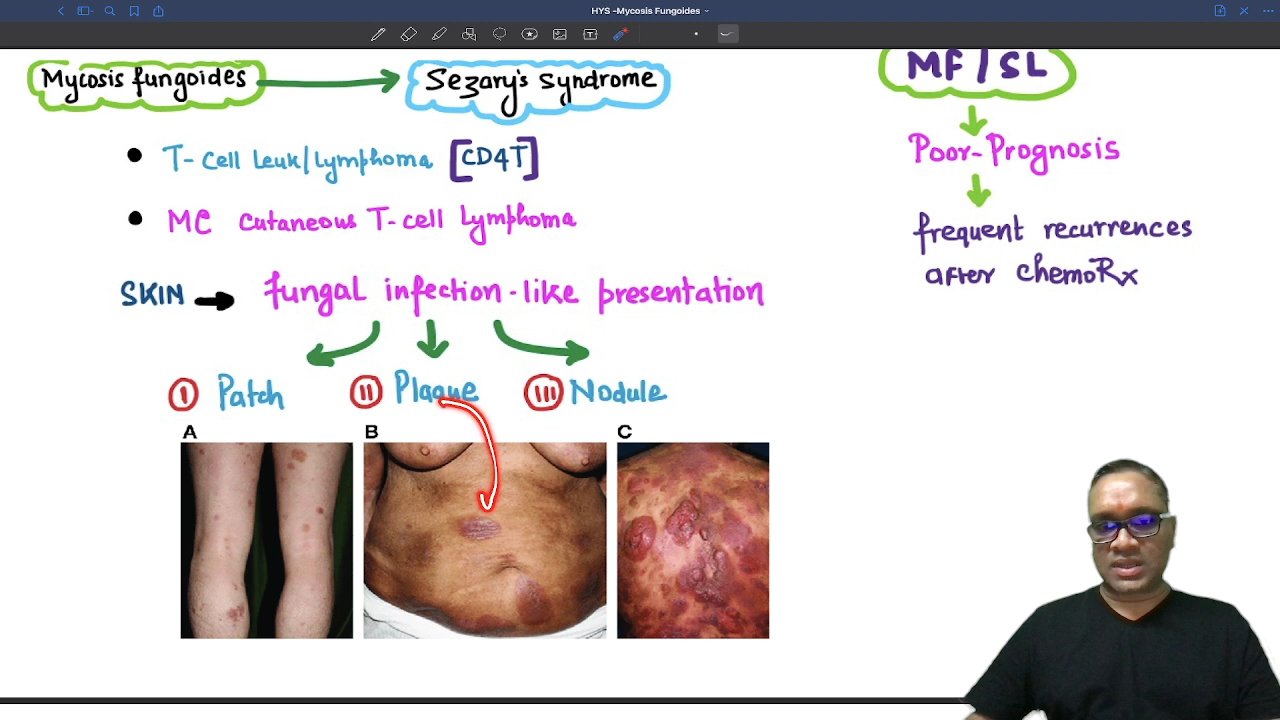 HYS -Mycosis Fungoides
Mycosis fungoides
Sezary's Syndrome
T-Cell Leuk/lymphoma [CD4T]
MC Cutaneous T-cell Lymphoma
SKIN
fungal infection-like presentation
I Patch
II Plaque
III Nodule
A
B
C
MF/SL
Poor-Prognosis
frequent recurrences
after chemoRx